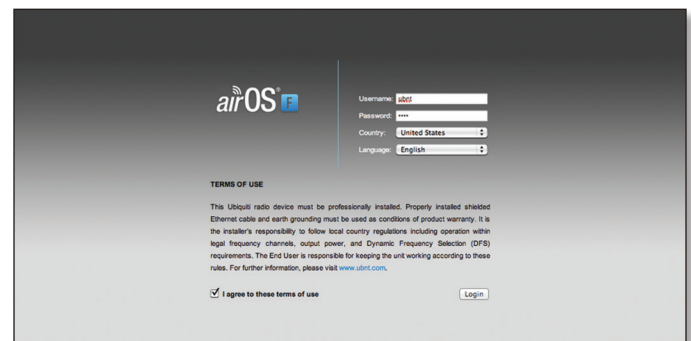 airOS F
Username: ubnt
Password: ••••
Country: United States
Language: English
TERMS OF USE
This Ubiquiti radio device must be professionally installed. Properly installed shielded
Ethernet cable and earth grounding must be used as conditions of product warranty. It is
the installer's responsibility to follow local country regulations including operation within
legal frequency channels, output power, and Dynamic Frequency Selection (DFS)
requirements. The End User is responsible for keeping the unit working according to these
rules. For further information, please visit www.ubnt.com.
I agree to these terms of use
Login